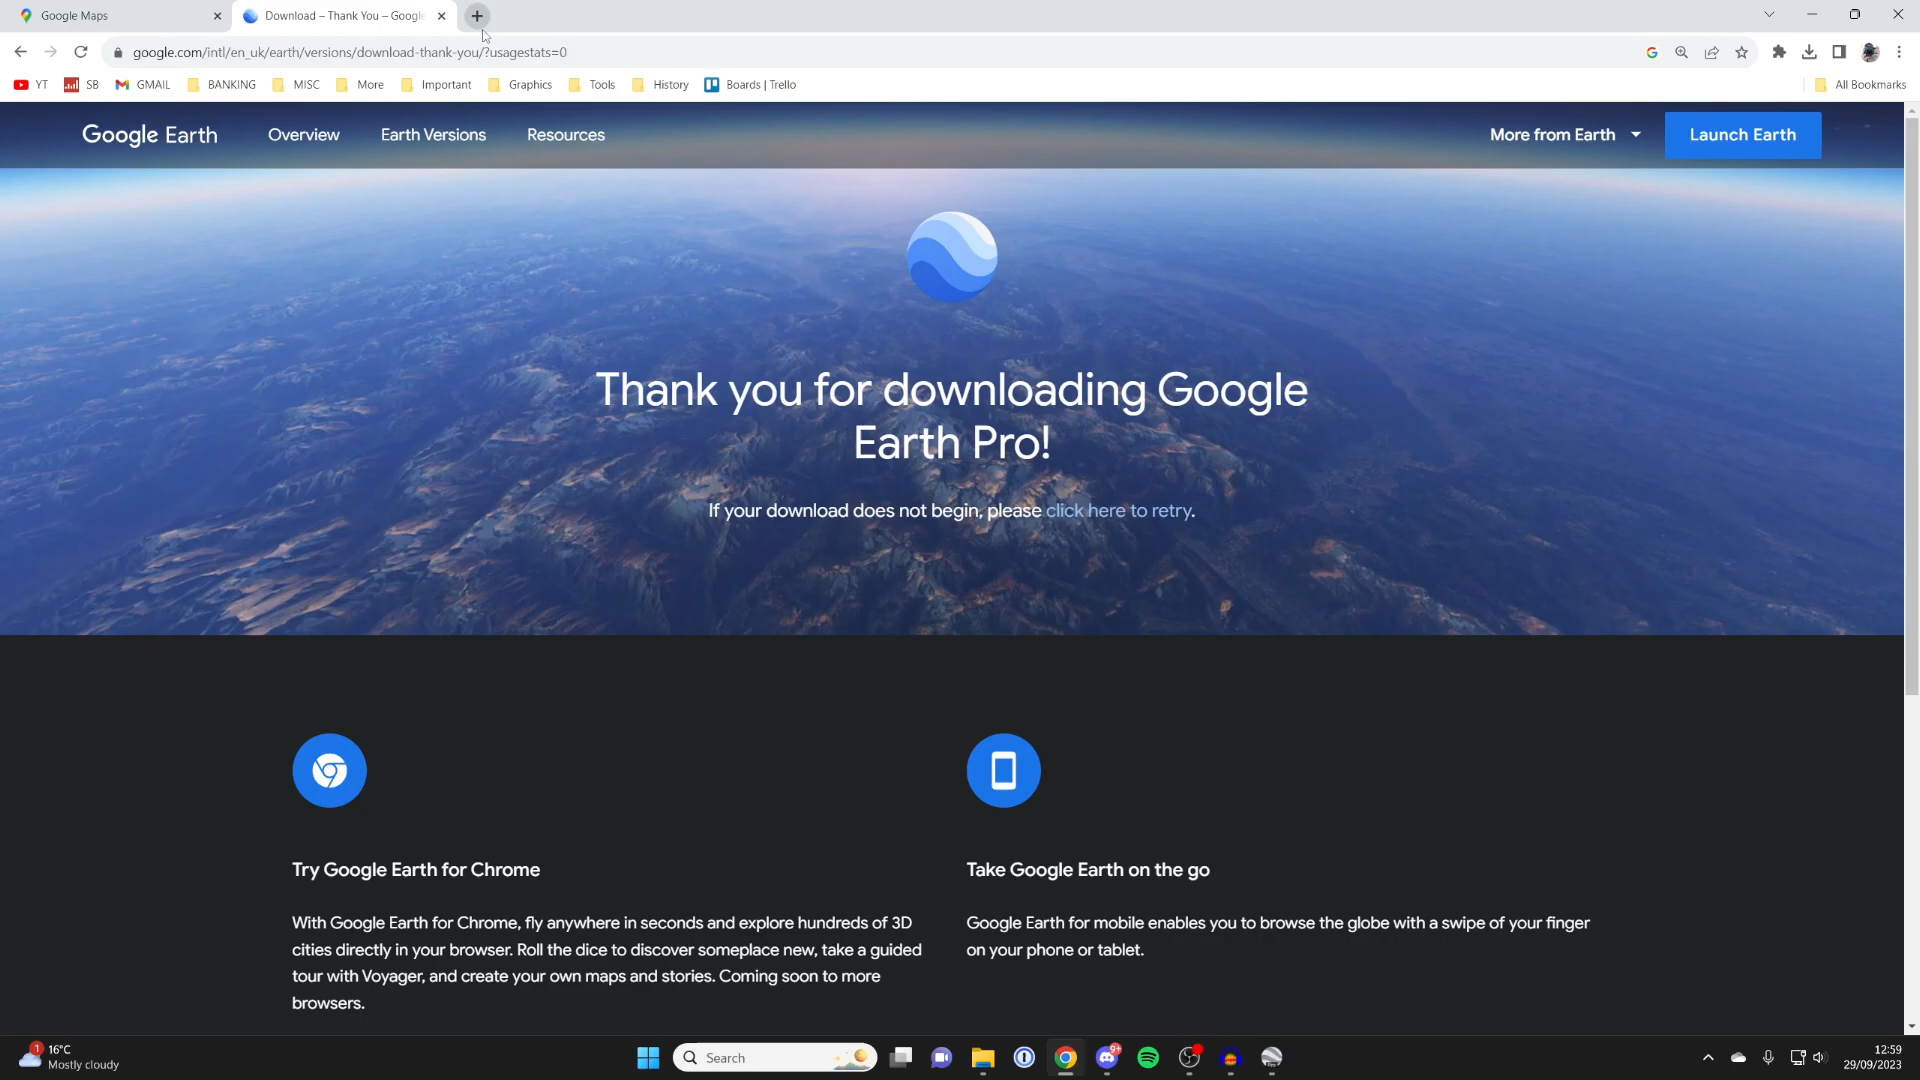 Google Maps
Download – Thank You – Google
google.com/intl/en_uk/earth/versions/download-thank-you/?usagestats=0
YT
SB
GMAIL
BANKING
MISC
More
Important
Graphics
Tools
History
Boards | Trello
All Bookmarks
Google Earth
Overview
Earth Versions
Resources
More from Earth
Launch Earth
Thank you for downloading Google
Earth Pro!
If your download does not begin, please click here to retry.
Try Google Earth for Chrome
With Google Earth for Chrome, fly anywhere in seconds and explore hundreds of 3D
cities directly in your browser. Roll the dice to discover someplace new, take a guided
tour with Voyager, and create your own maps and stories. Coming soon to more
browsers.
Take Google Earth on the go
Google Earth for mobile enables you to browse the globe with a swipe of your finger
on your phone or tablet.
1
16°C
Mostly cloudy
Search
9+
12:59
29/09/2023